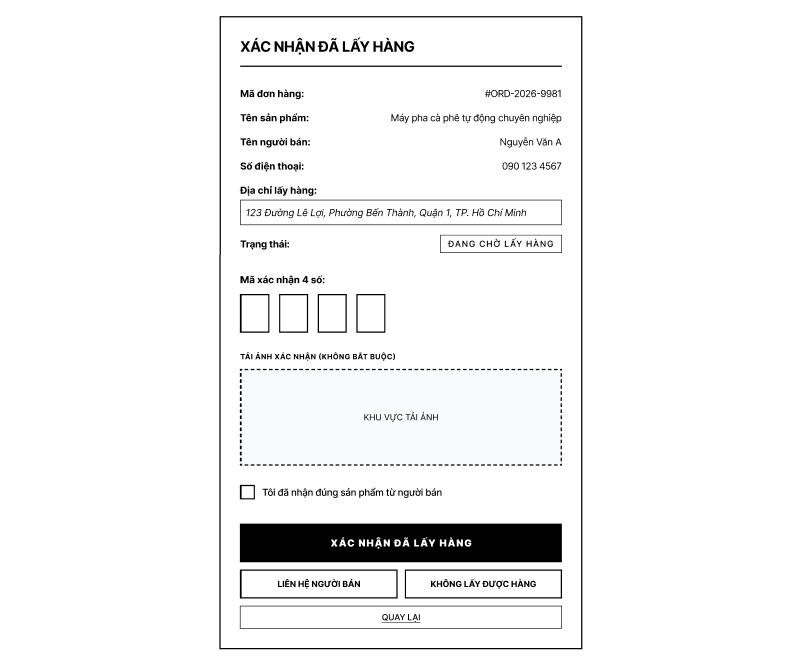 XÁC NHẬN ĐÃ LẤY HÀNG
Mã đơn hàng: #ORD-2026-9981
Tên sản phẩm: Máy pha cà phê tự động chuyên nghiệp
Tên người bán: Nguyễn Văn A
Số điện thoại: 090 123 4567
Địa chỉ lấy hàng:
123 Đường Lê Lợi, Phường Bến Thành, Quận 1, TP. Hồ Chí Minh
Trạng thái: ĐANG CHỜ LẤY HÀNG
Mã xác nhận 4 số:
TẢI ẢNH XÁC NHẬN (KHÔNG BẮT BUỘC)
KHU VỰC TẢI ẢNH
Tôi đã nhận đúng sản phẩm từ người bán
XÁC NHẬN ĐÃ LẤY HÀNG
LIÊN HỆ NGƯỜI BÁN KHÔNG LẤY ĐƯỢC HÀNG
QUAY LẠI